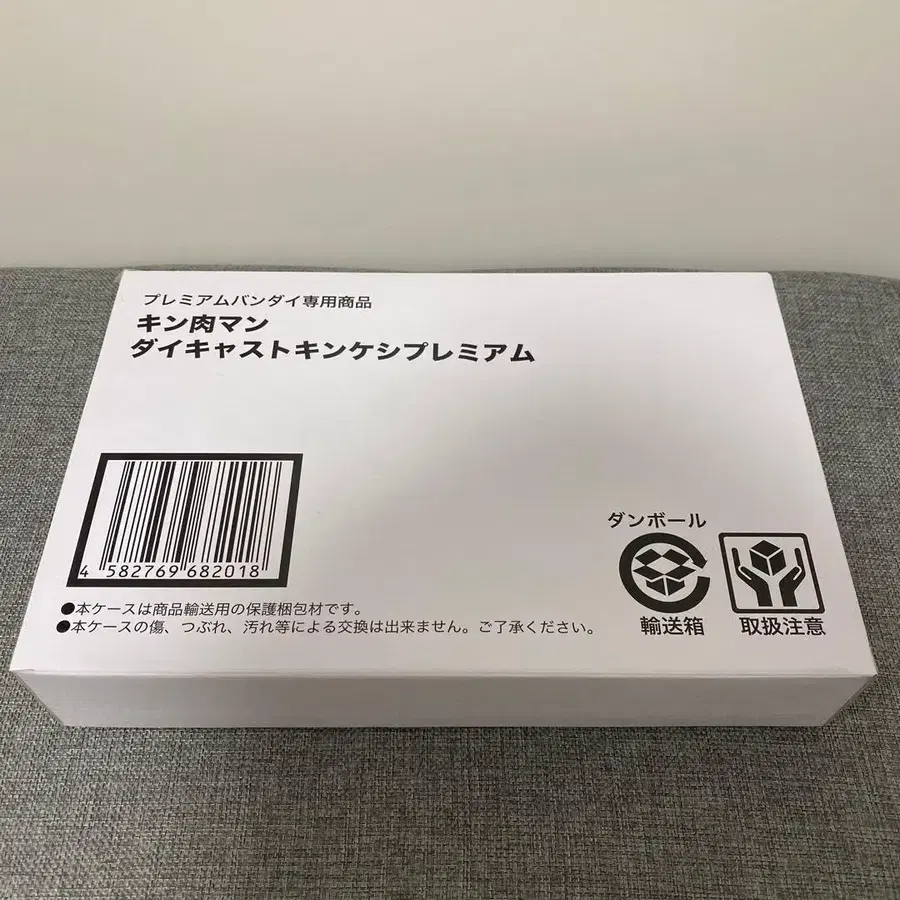 プレミアムバンダイ専用商品
キン肉マン
ダイキャストキンケシプレミアム
4 582769 682018
ダンボール
輸送箱
取扱注意
●本ケースは商品輸送用の保護梱包材です。
●本ケースの傷、つぶれ、汚れ等による交換は出来ません。ご了承ください。